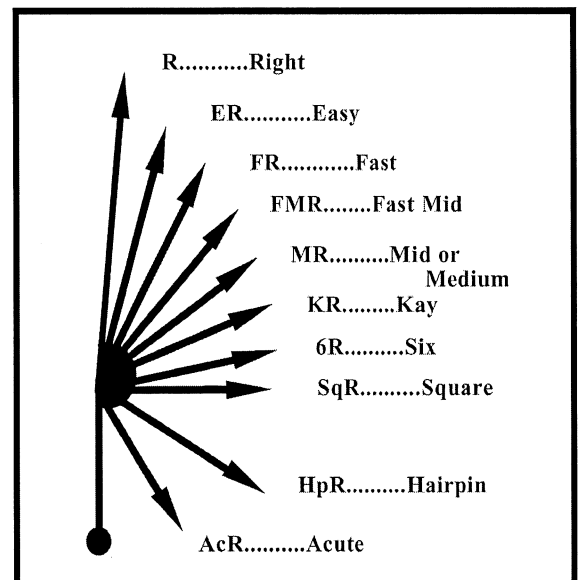 R...........Right
ER...........Easy
FR............Fast
FMR........Fast Mid
MR..........Mid or
Medium
KR.........Kay
6R..........Six
SqR..........Square
HpR..........Hairpin
AcR..........Acute